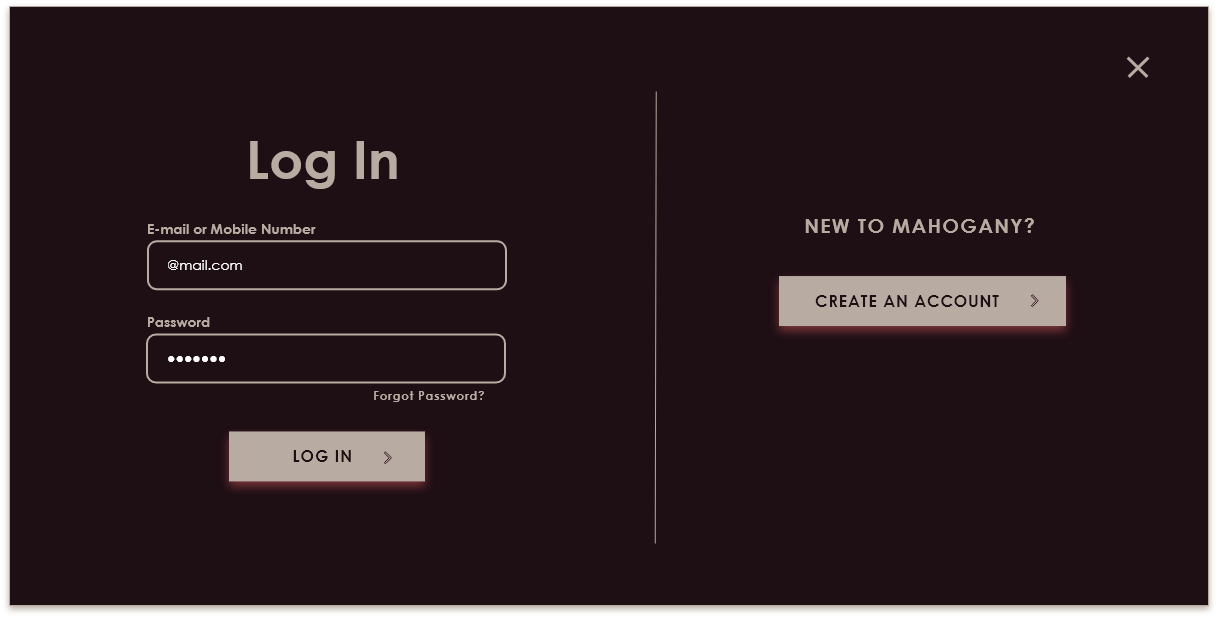 Log In
E-mail or Mobile Number
@mail.com
Password
•••••••
Forgot Password?
LOG IN
NEW TO MAHOGANY?
CREATE AN ACCOUNT